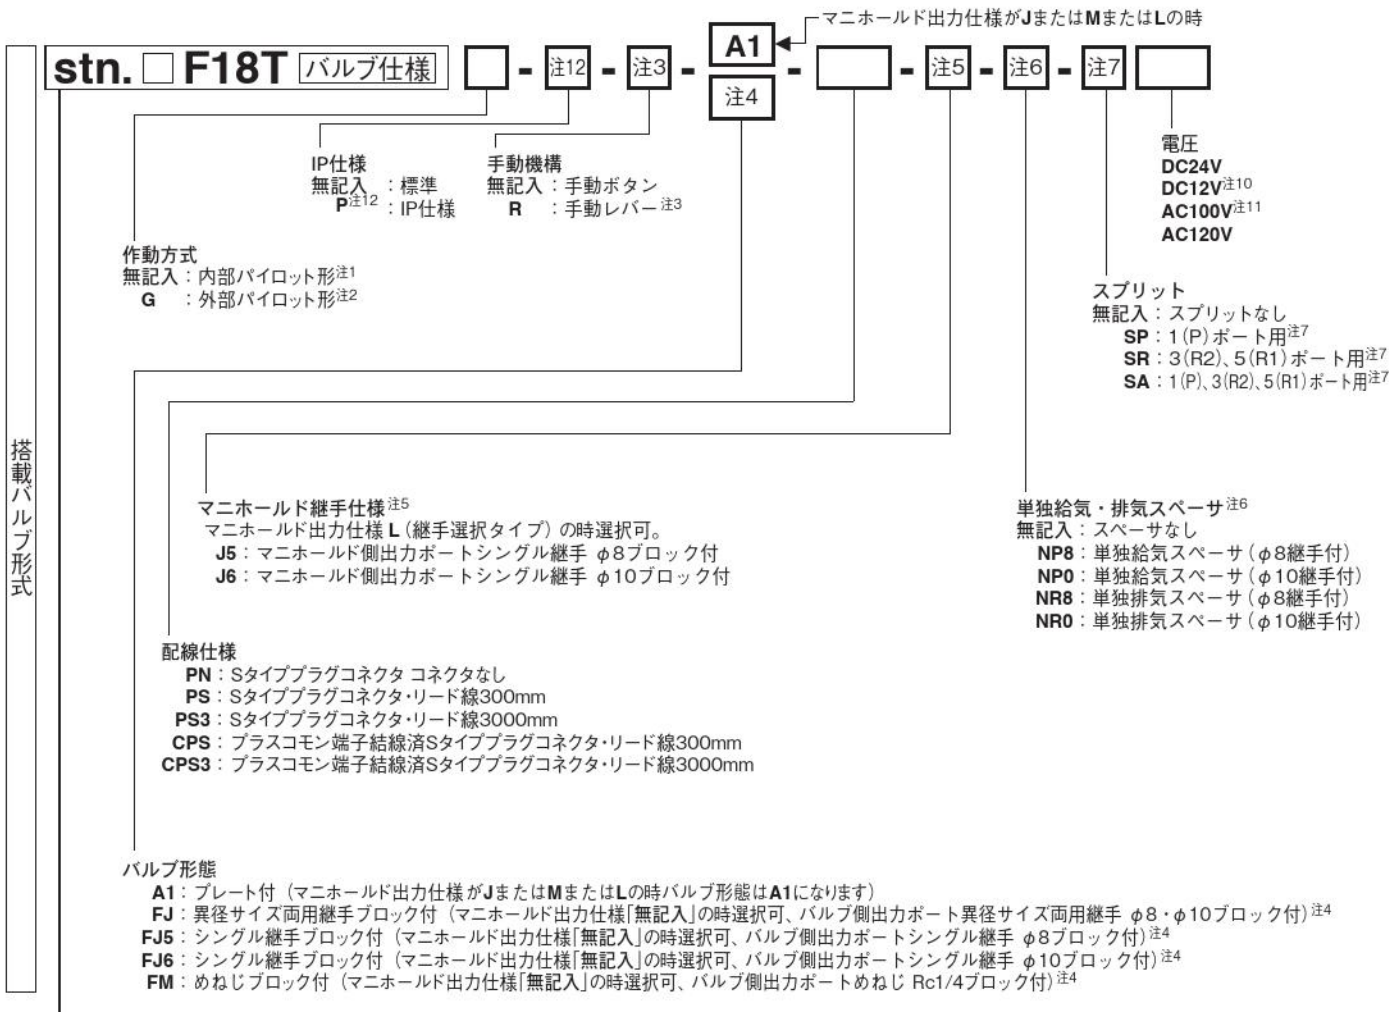 マニホールド出力仕様がJまたはMまたはLの時
stn. □ F18T バルブ仕様 □ - 注12 - 注3 - A1 - □ - 注5 - 注6 - 注7 □
注4
電圧
DC24V
DC12V注10
AC100V注11
AC120V
IP仕様
無記入 : 標準
P注12 : IP仕様
手動機構
無記入 : 手動ボタン
R : 手動レバー注3
作動方式
無記入 : 内部パイロット形注1
G : 外部パイロット形注2
スプリット
無記入 : スプリットなし
SP : 1(P)ポート用注7
SR : 3(R2)、5(R1)ポート用注7
SA : 1(P)、3(R2)、5(R1)ポート用注7
搭載バルブ形式
マニホールド継手仕様注5
マニホールド出力仕様 L(継手選択タイプ)の時選択可。
J5 : マニホールド側出力ポートシングル継手 φ8ブロック付
J6 : マニホールド側出力ポートシングル継手 φ10ブロック付
単独給気・排気スペーサ注6
無記入 : スペーサなし
NP8 : 単独給気スペーサ(φ8継手付)
NP0 : 単独給気スペーサ(φ10継手付)
NR8 : 単独排気スペーサ(φ8継手付)
NR0 : 単独排気スペーサ(φ10継手付)
配線仕様
PN : Sタイププラグコネクタ コネクタなし
PS : Sタイププラグコネクタ・リード線300mm
PS3 : Sタイププラグコネクタ・リード線3000mm
CPS : プラスコモン端子結線済Sタイププラグコネクタ・リード線300mm
CPS3 : プラスコモン端子結線済Sタイププラグコネクタ・リード線3000mm
バルブ形態
A1 : プレート付(マニホールド出力仕様がJまたはMまたはLの時バルブ形態はA1になります)
FJ : 異径サイズ両用継手ブロック付(マニホールド出力仕様「無記入」の時選択可、バルブ側出力ポート異径サイズ両用継手 φ8・φ10ブロック付)注4
FJ5 : シングル継手ブロック付(マニホールド出力仕様「無記入」の時選択可、バルブ側出力ポートシングル継手 φ8ブロック付)注4
FJ6 : シングル継手ブロック付(マニホールド出力仕様「無記入」の時選択可、バルブ側出力ポートシングル継手 φ10ブロック付)注4
FM : めねじブロック付(マニホールド出力仕様「無記入」の時選択可、バルブ側出力ポートめねじ Rc1/4ブロック付)注4